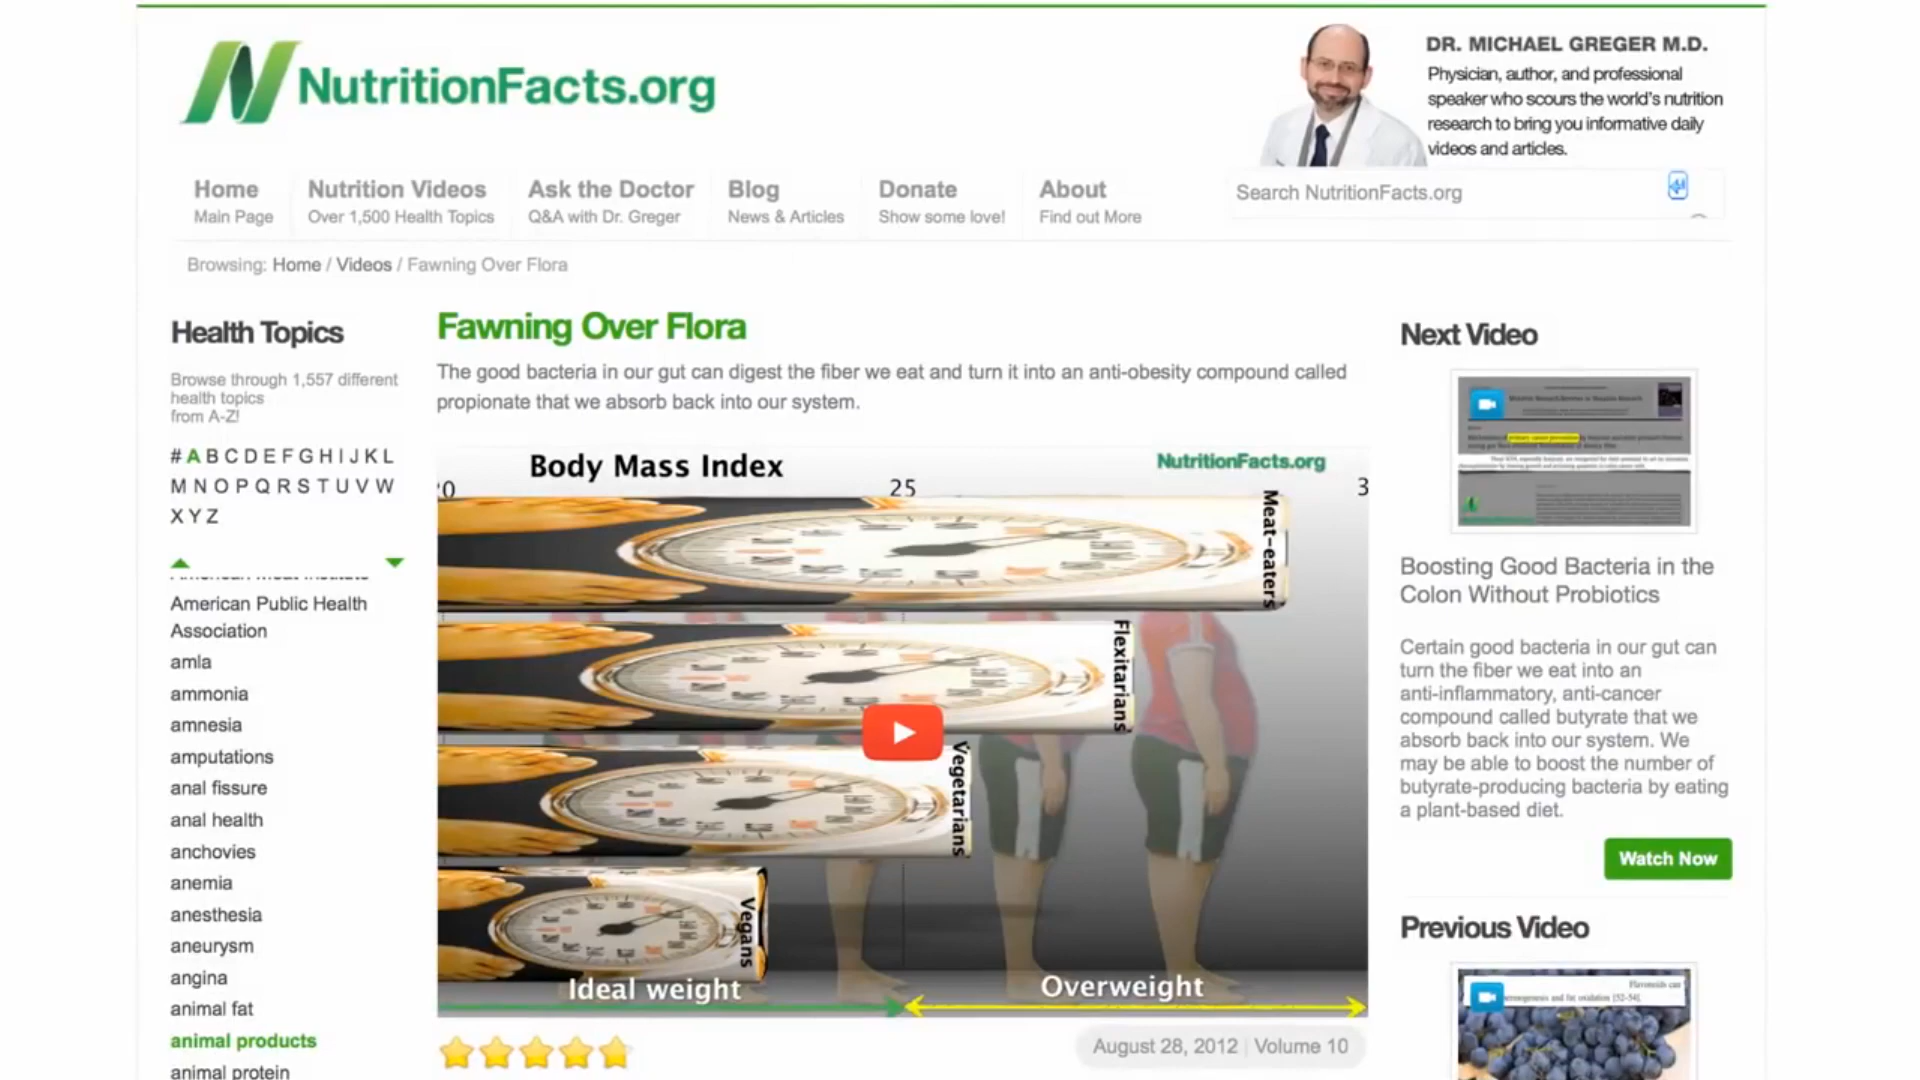 NutritionFacts.org
DR. MICHAEL GREGER M.D.
Physician, author, and professional
speaker who scours the world's nutrition
research to bring you informative daily
videos and articles.
Home
Main Page
Nutrition Videos
Over 1,500 Health Topics
Ask the Doctor
Q&A with Dr. Greger
Blog
News & Articles
Donate
Show some love!
About
Find out More
Search NutritionFacts.org
Browsing: Home / Videos / Fawning Over Flora
Health Topics
Browse through 1,557 different
health topics
from A-Z!
# A B C D E F G H I J K L
M N O P Q R S T U V W
X Y Z
American Public Health
Association
amla
ammonia
amnesia
amputations
anal fissure
anal health
anchovies
anemia
anesthesia
aneurysm
angina
animal fat
animal products
animal protein
Fawning Over Flora
The good bacteria in our gut can digest the fiber we eat and turn it into an anti-obesity compound called
propionate that we absorb back into our system.
Body Mass Index
NutritionFacts.org
25
Meat-eaters
Flexitarians
Vegetarians
Vegans
Ideal weight
Overweight
August 28, 2012 | Volume 10
Next Video
Boosting Good Bacteria in the
Colon Without Probiotics
Certain good bacteria in our gut can
turn the fiber we eat into an
anti-inflammatory, anti-cancer
compound called butyrate that we
absorb back into our system. We
may be able to boost the number of
butyrate-producing bacteria by eating
a plant-based diet.
Watch Now
Previous Video